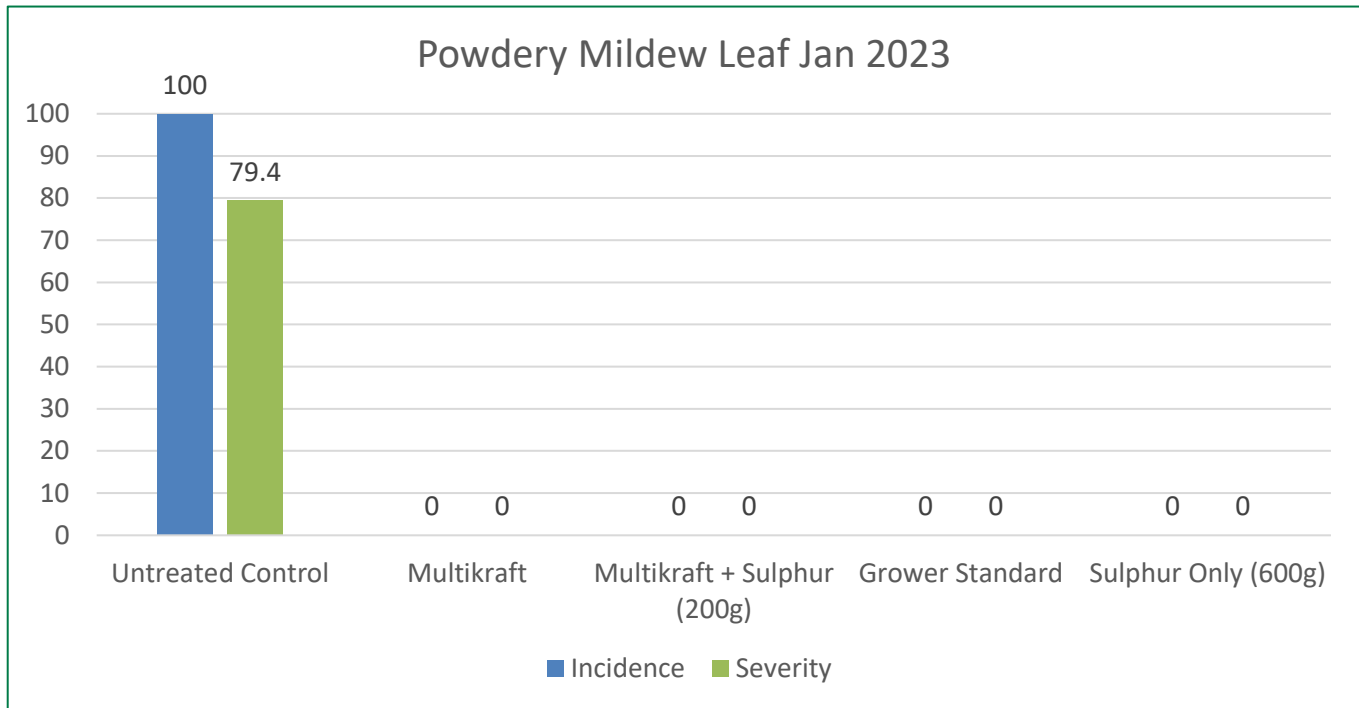 Powdery Mildew Leaf Jan 2023
100
79.4
100
90
80
70
60
50
40
30
20
10
0
0 0 0 0 0 0 0 0
Untreated Control Multikraft Multikraft + Sulphur Grower Standard Sulphur Only (600g)
(200g)
Incidence Severity